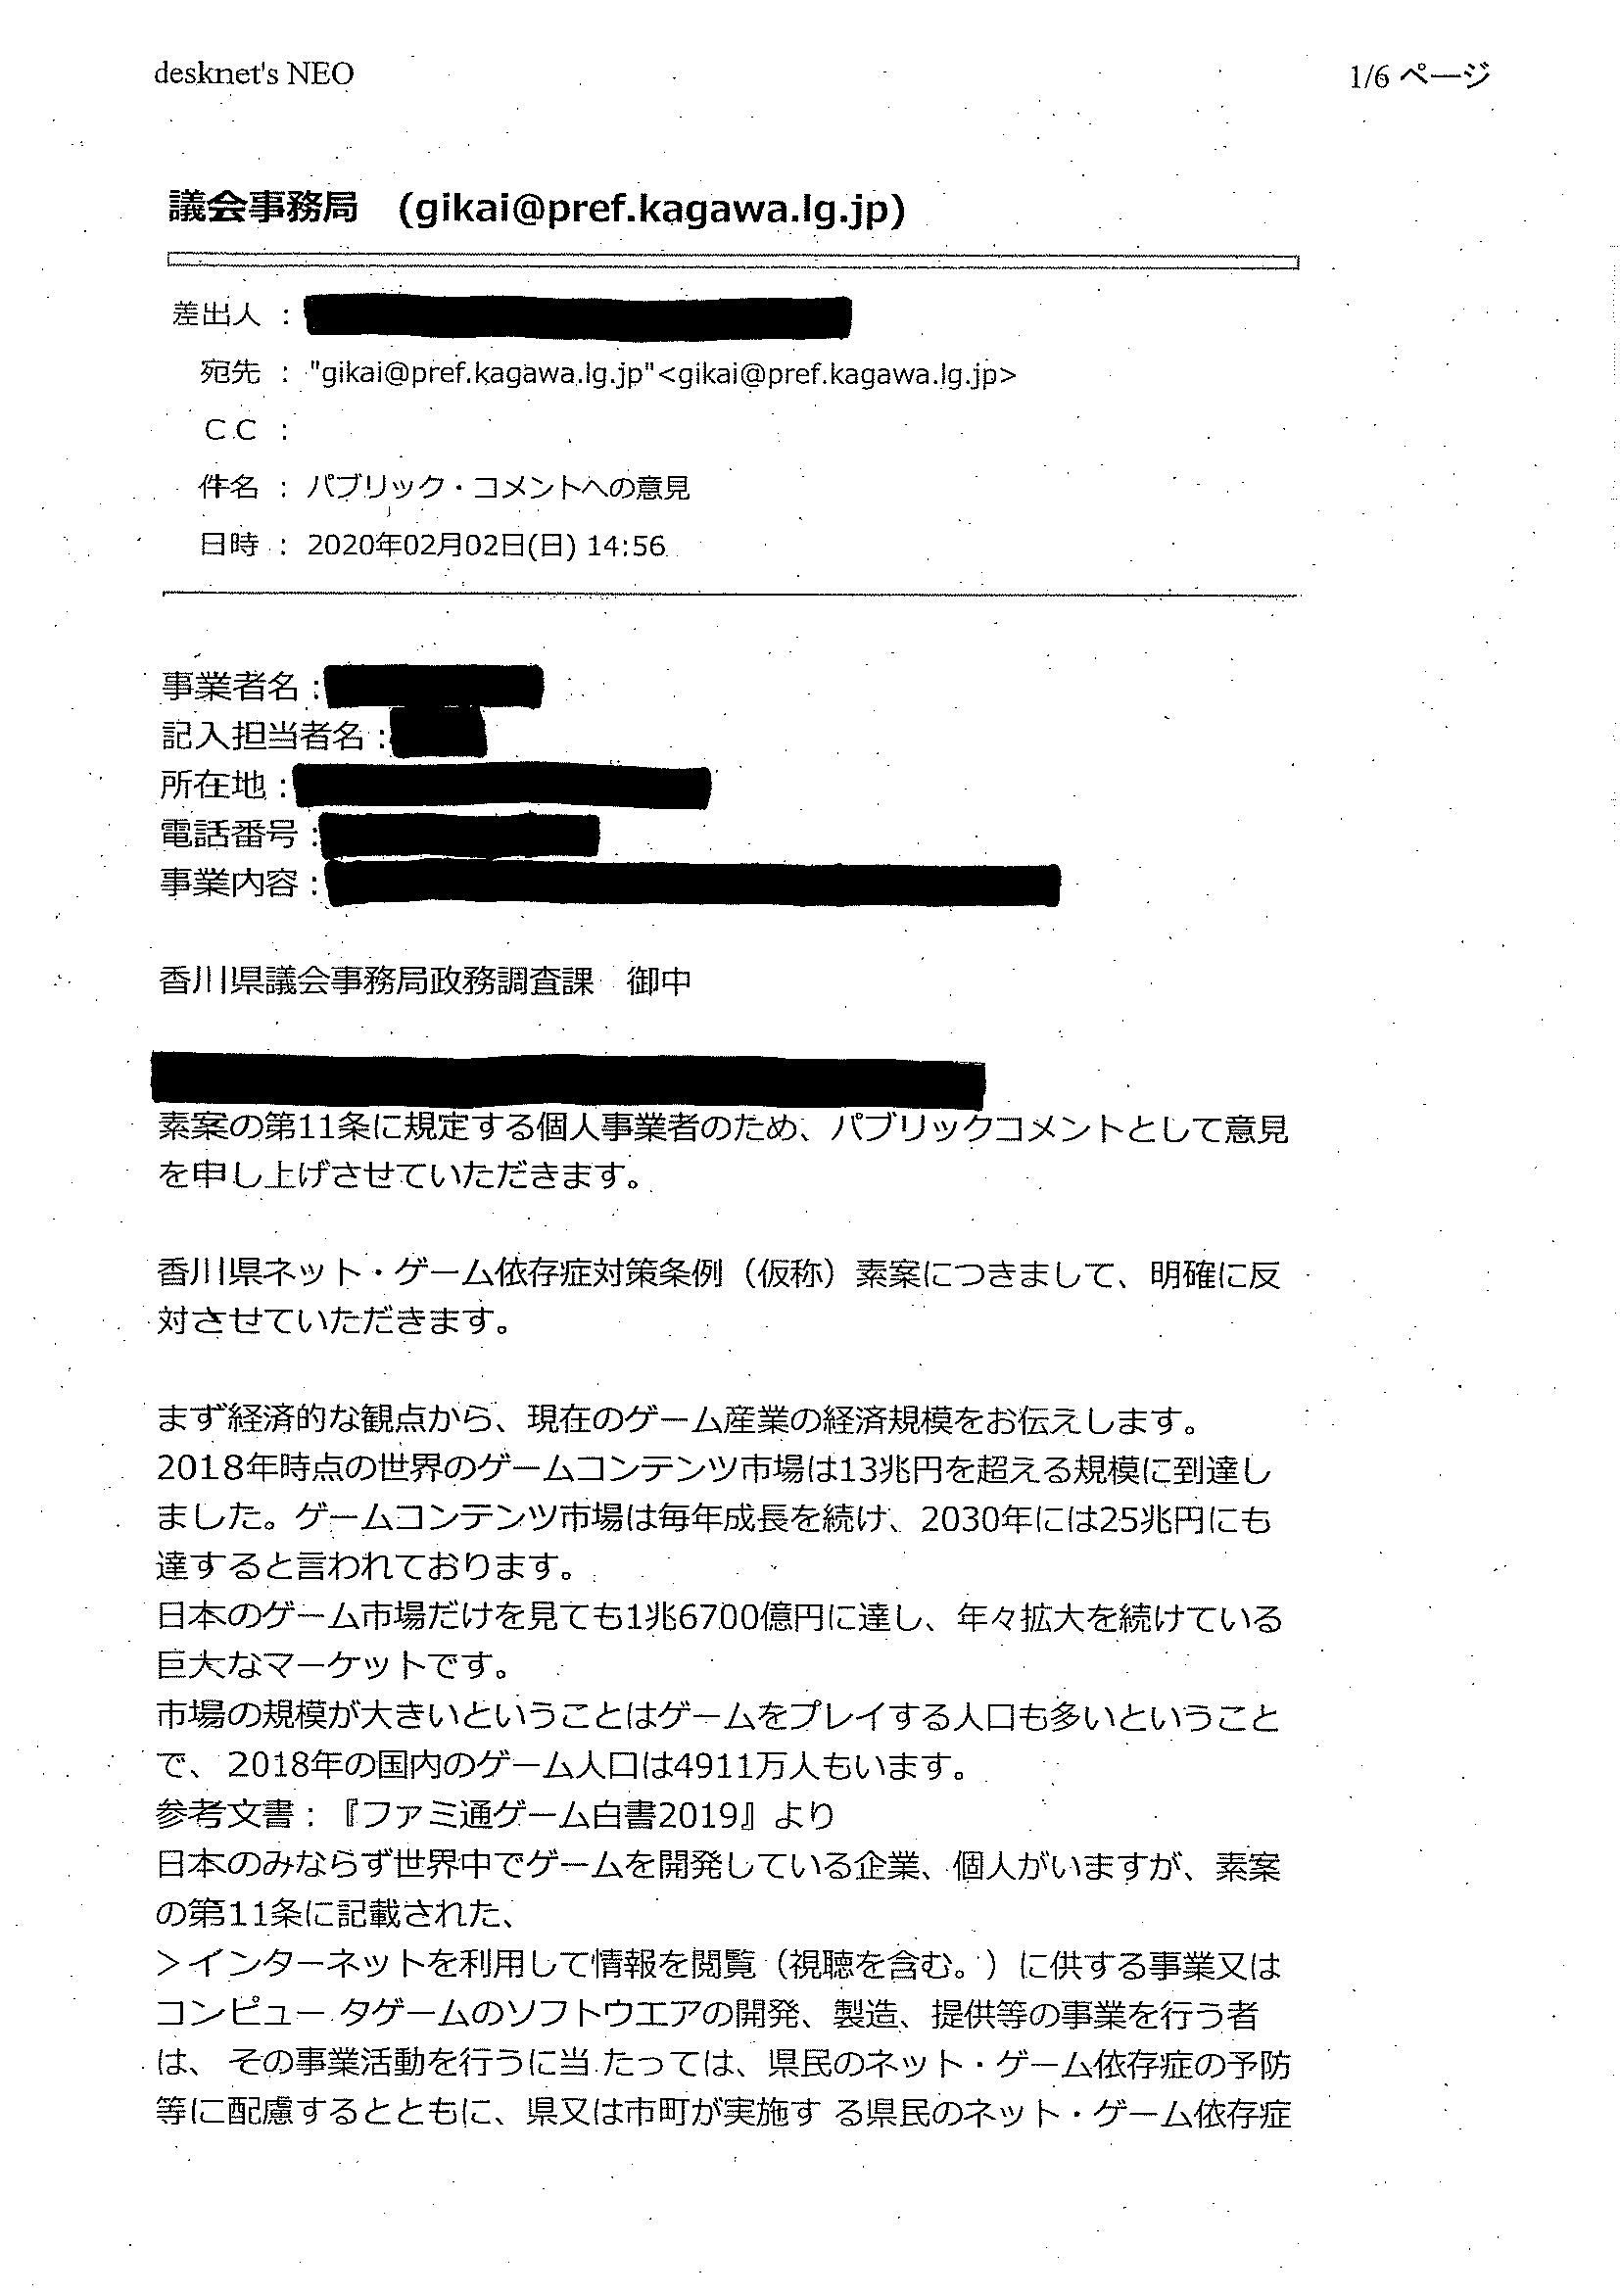 desknet's NEO
1/6 ページ
議会事務局 (gikai@pref.kagawa.lg.jp)
差出人 :
宛先 : "gikai@pref.kagawa.lg.jp"<gikai@pref.kagawa.lg.jp>
CC :
件名 : パブリック・コメントへの意見
日時 : 2020年02月02日(日) 14:56
事業者名 :
記入担当者名 :
所在地 :
電話番号 :
事業内容 :
香川県議会事務局政務調査課 御中
素案の第11条に規定する個人事業者のため、パブリックコメントとして意見
を申し上げさせていただきます。
香川県ネット・ゲーム依存症対策条例（仮称）素案につきまして、明確に反
対させていただきます。
まず経済的な観点から、現在のゲーム産業の経済規模をお伝えします。
2018年時点の世界のゲームコンテンツ市場は13兆円を超える規模に到達し
ました。ゲームコンテンツ市場は毎年成長を続け、2030年には25兆円にも
達すると言われております。
日本のゲーム市場だけを見ても1兆6700億円に達し、年々拡大を続けている
巨大なマーケットです。
市場の規模が大きいということはゲームをプレイする人口も多いということ
で、2018年の国内のゲーム人口は4911万人もいます。
参考文書：『ファミ通ゲーム白書2019』より
日本のみならず世界中でゲームを開発している企業、個人がいますが、素案
の第11条に記載された、
＞インターネットを利用して情報を閲覧（視聴を含む。）に供する事業又は
コンピュー タゲームのソフトウエアの開発、製造、提供等の事業を行う者
は、 その事業活動を行うに当 たっては、県民のネット・ゲーム依存症の予防
等に配慮するとともに、県又は市町が実施す る県民のネット・ゲーム依存症